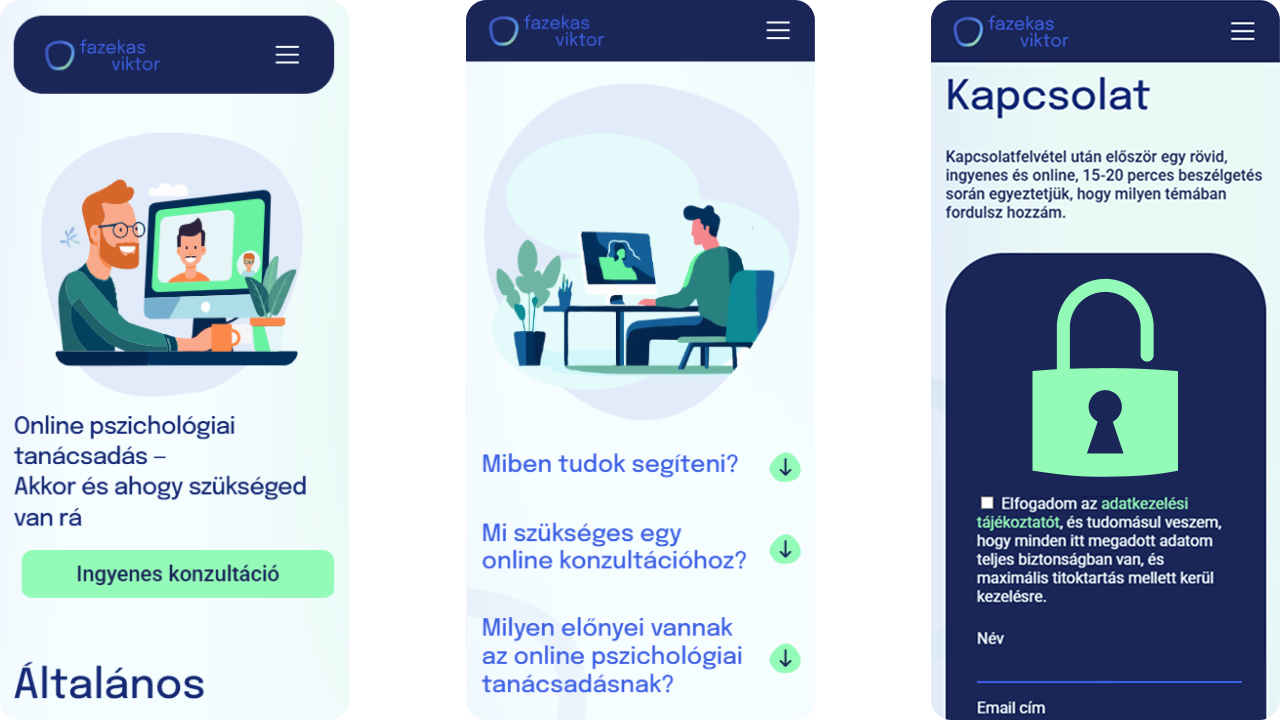 fazekas
viktor
Online pszichológiai
tanácsadás –
Akkor és ahogy szükséged
van rá
Ingyenes konzultáció
Általános
fazekas
viktor
Miben tudok segíteni?
Mi szükséges egy
online konzultációhoz?
Milyen előnyei vannak
az online pszichológiai
tanácsadásnak?
fazekas
viktor
Kapcsolat
Kapcsolatfelvétel után először egy rövid,
ingyenes és online, 15-20 perces beszélgetés
során egyeztetjük, hogy milyen témában
fordulsz hozzám.
Elfogadom az adatkezelési
tájékoztatót, és tudomásul veszem,
hogy minden itt megadott adatom
teljes biztonságban van, és
maximális titoktartás mellett kerül
kezelésre.
Név
Email cím